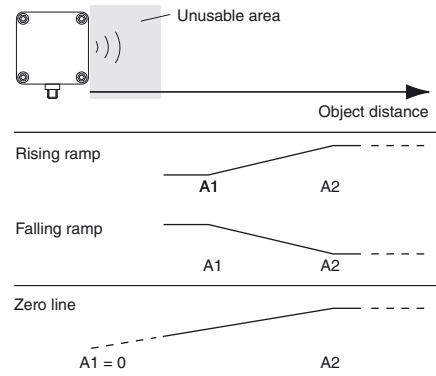 Unusable area
Object distance
Rising ramp
A1 A2
Falling ramp
A1 A2
Zero line
A1 = 0 A2